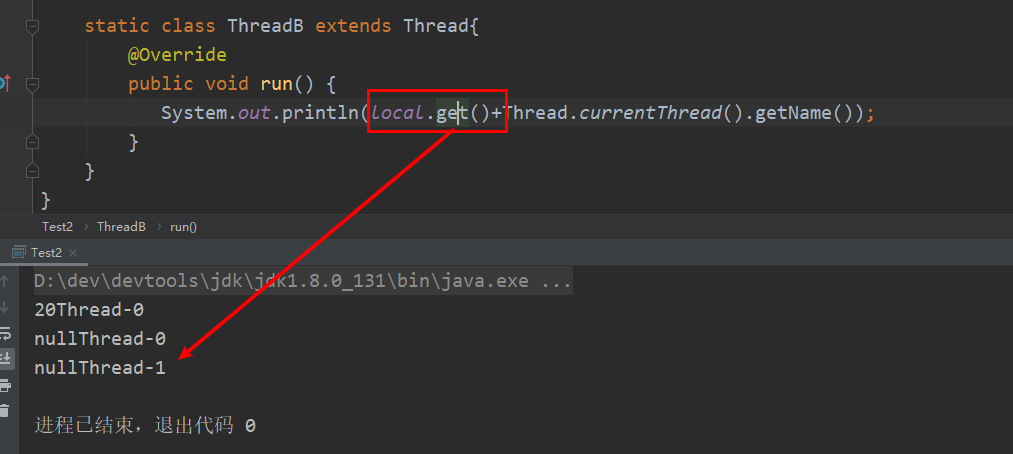 static class ThreadB extends Thread{
@Override
public void run() {
System.out.println(local.get()+Thread.currentThread().getName());
}
}
}
Test2 > ThreadB > run()
Test2 ×
D:\dev\devtools\jdk\jdk1.8.0_131\bin\java.exe ...
20Thread-0
nullThread-0
nullThread-1
进程已结束，退出代码 0